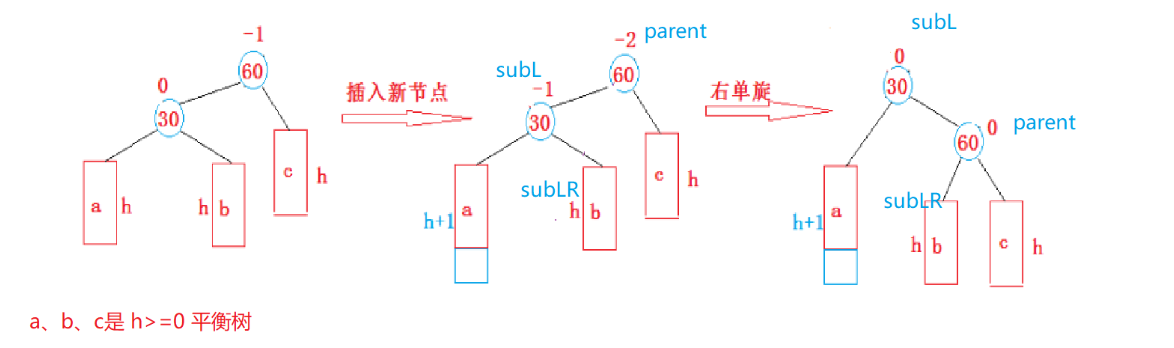 -1
60
0
30
a
h
h
b
c
h
插入新节点
-2
parent
60
subL
-1
30
subLR
h+1
a
h
b
c
h
右单旋
subL
0
30
0
parent
60
subLR
h+1
a
h
b
c
h
a、b、c是 h>=0 平衡树